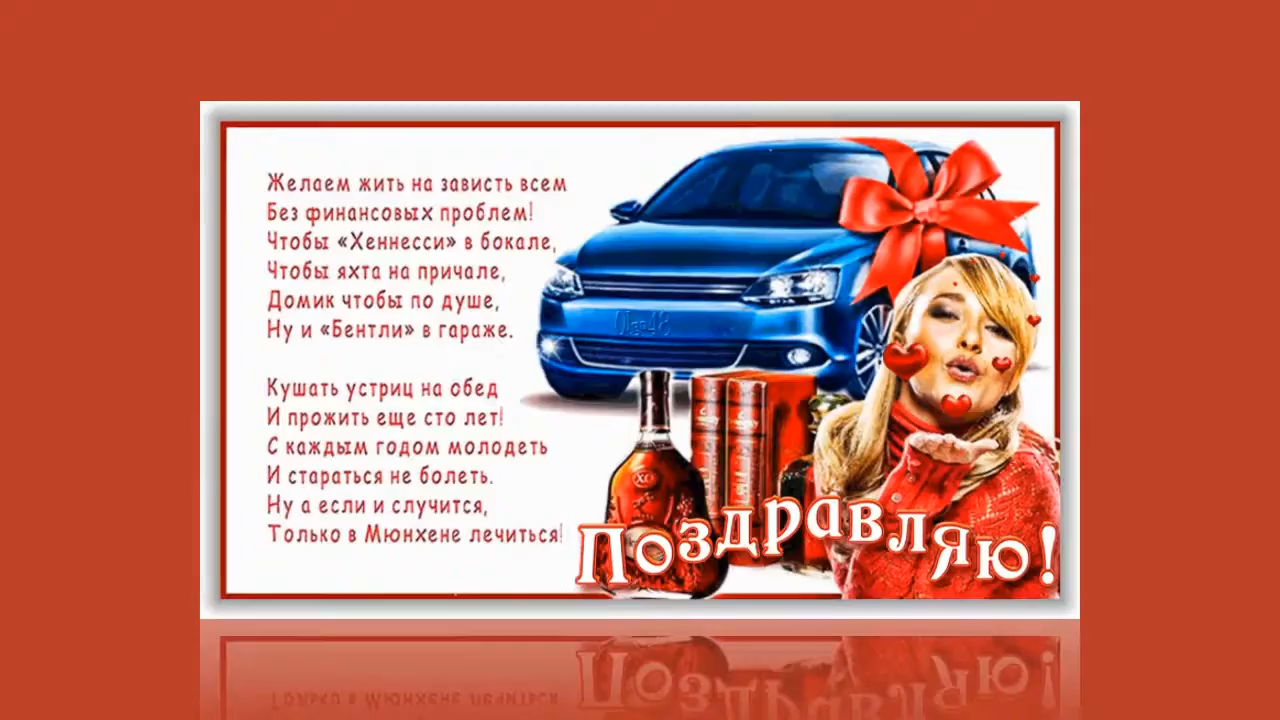 Желаем жить на зависть всем
Без финансовых проблем!
Чтобы «Хеннесси» в бокале,
Чтобы яхта на причале,
Домик чтобы по душе,
Ну и «Бентли» в гараже.
Кушать устриц на обед
И прожить еще сто лет!
С каждым годом молодеть
И стараться не болеть.
Ну а если и случится,
Только в Мюнхене лечиться!
Olga48
XO
Поздравляю!